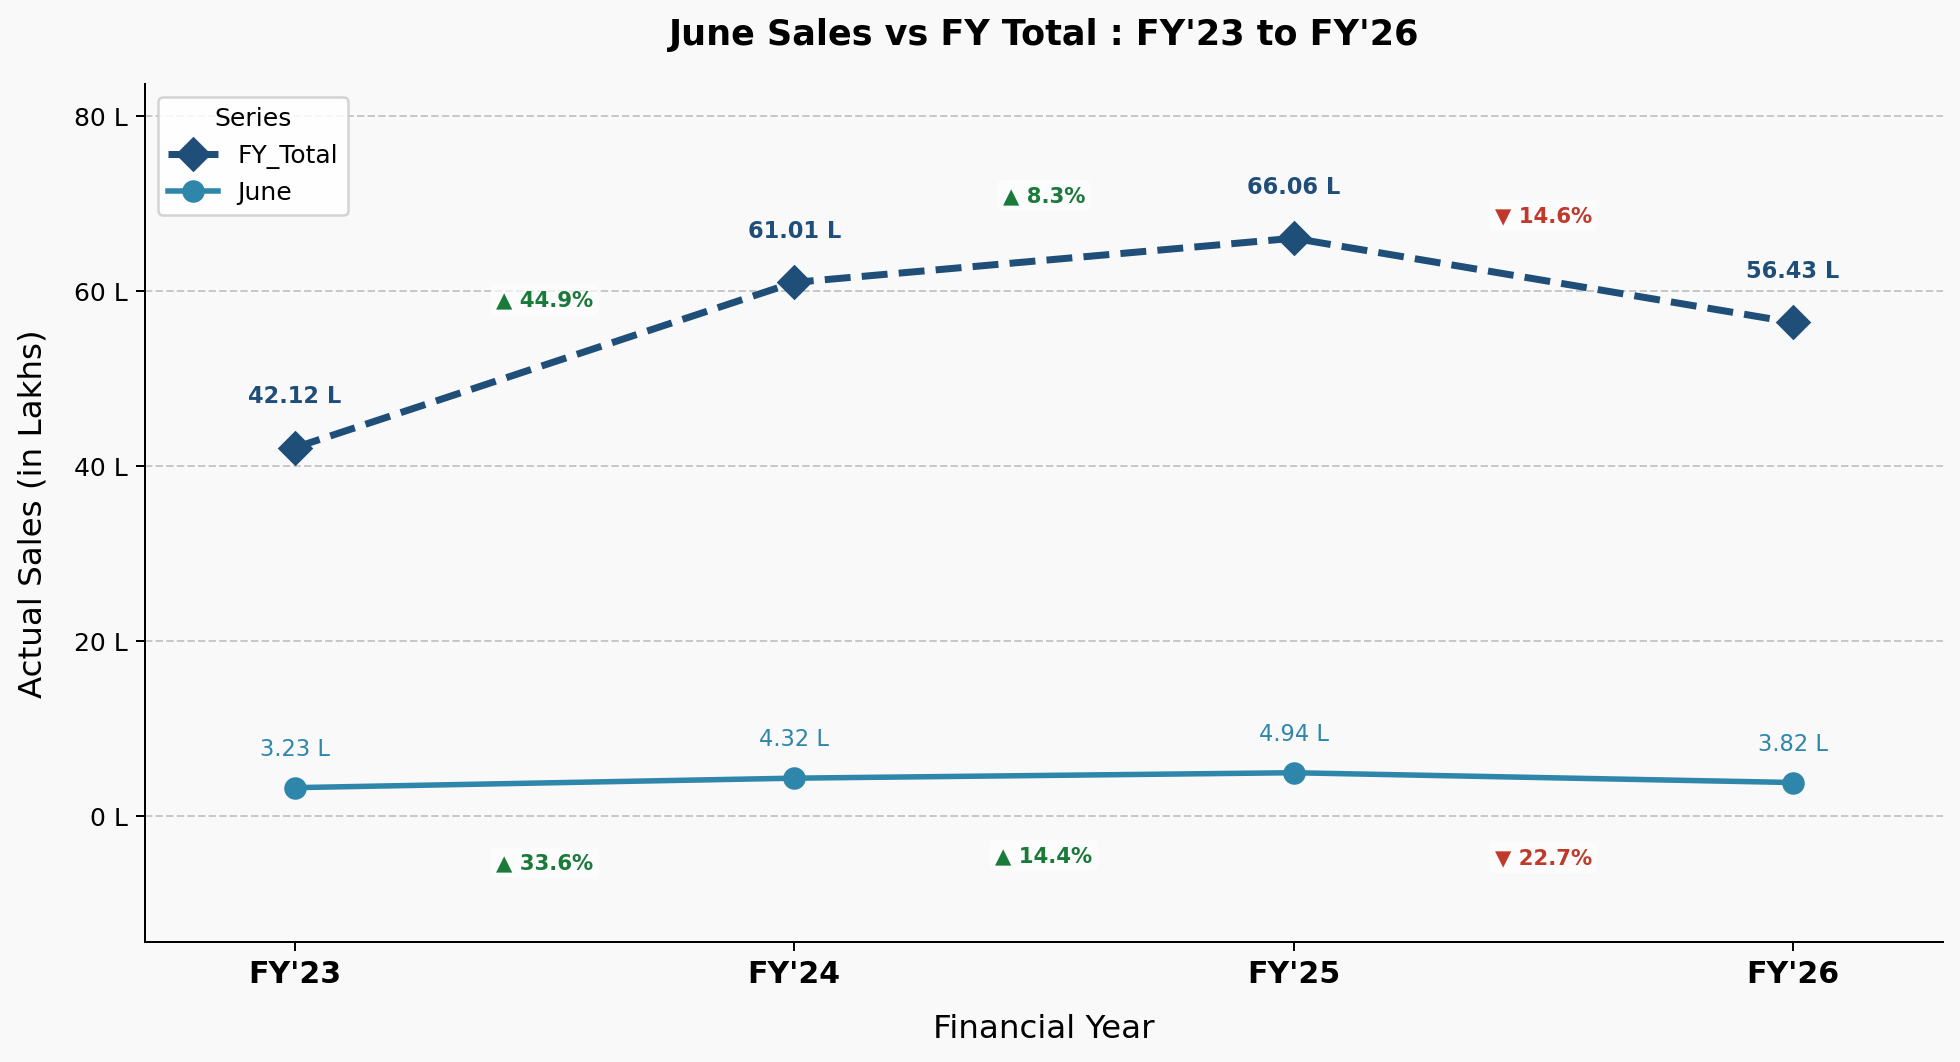 June Sales vs FY Total : FY'23 to FY'26
Series
FY_Total
June
Actual Sales (in Lakhs)
80 L
60 L
40 L
20 L
0 L
42.12 L
▲ 44.9%
61.01 L
▲ 8.3%
66.06 L
▼ 14.6%
56.43 L
3.23 L
4.32 L
4.94 L
3.82 L
▲ 33.6%
▲ 14.4%
▼ 22.7%
FY'23
FY'24
FY'25
FY'26
Financial Year